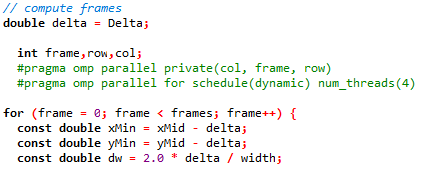 // compute frames
double delta = Delta;
int frame,row,col;
#pragma omp parallel private(col, frame, row)
#pragma omp parallel for schedule(dynamic) num_threads(4)
for (frame = 0; frame < frames; frame++) {
const double xMin = xMid - delta;
const double yMin = yMid - delta;
const double dw = 2.0 * delta / width;